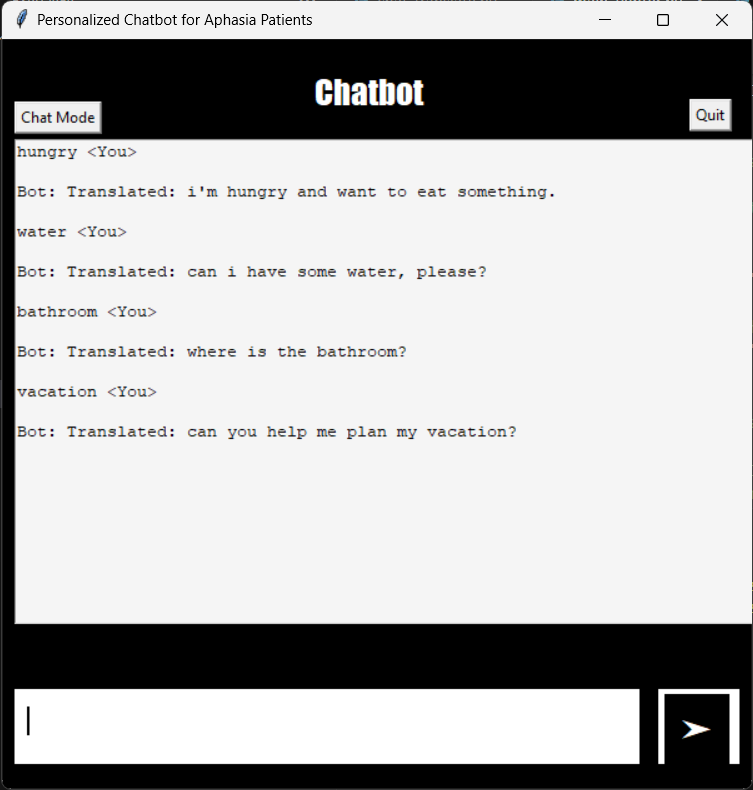 Personalized Chatbot for Aphasia Patients
Chatbot
Chat Mode
Quit
hungry <You>
Bot: Translated: i'm hungry and want to eat something.
water <You>
Bot: Translated: can i have some water, please?
bathroom <You>
Bot: Translated: where is the bathroom?
vacation <You>
Bot: Translated: can you help me plan my vacation?